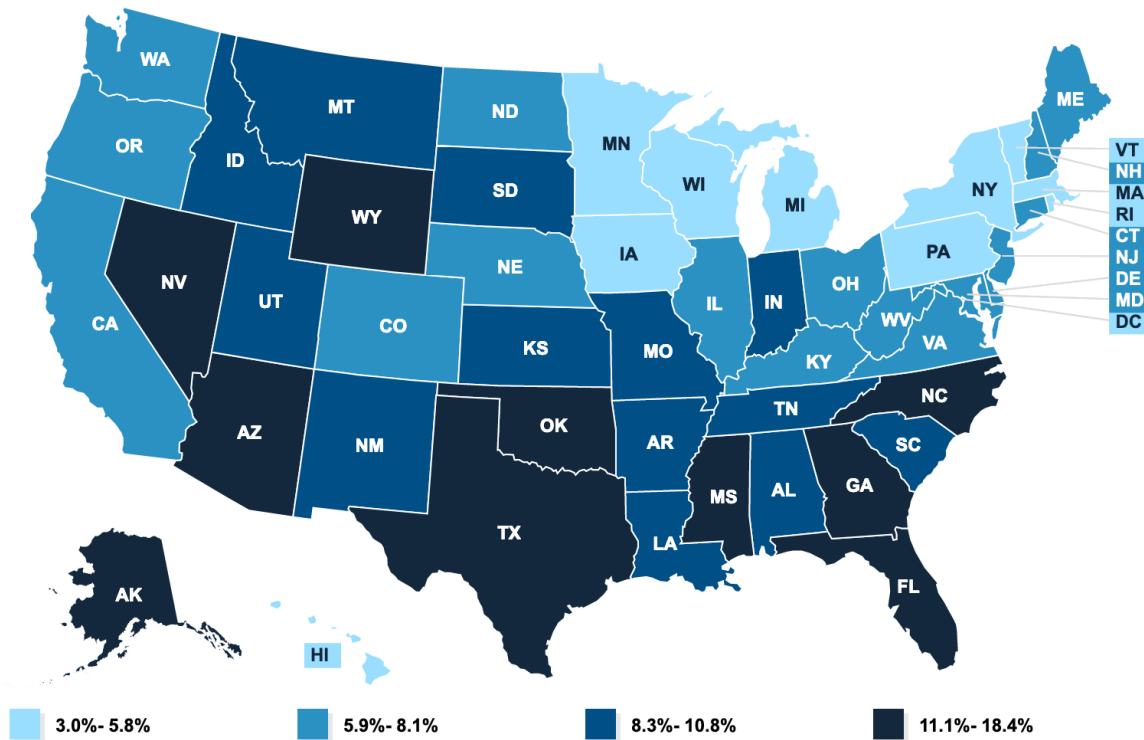 WA
MT
ND
MN
ME
OR
ID
SD
WI
MI
NY
VT
NH
MA
RI
CT
NJ
DE
MD
DC
WY
NE
IA
PA
NV
UT
CO
IL
IN
OH
WV
VA
CA
KS
MO
KY
AZ
NM
OK
AR
TN
NC
SC
TX
LA
MS
AL
GA
FL
AK
HI
3.0%- 5.8%
5.9%- 8.1%
8.3%- 10.8%
11.1%- 18.4%